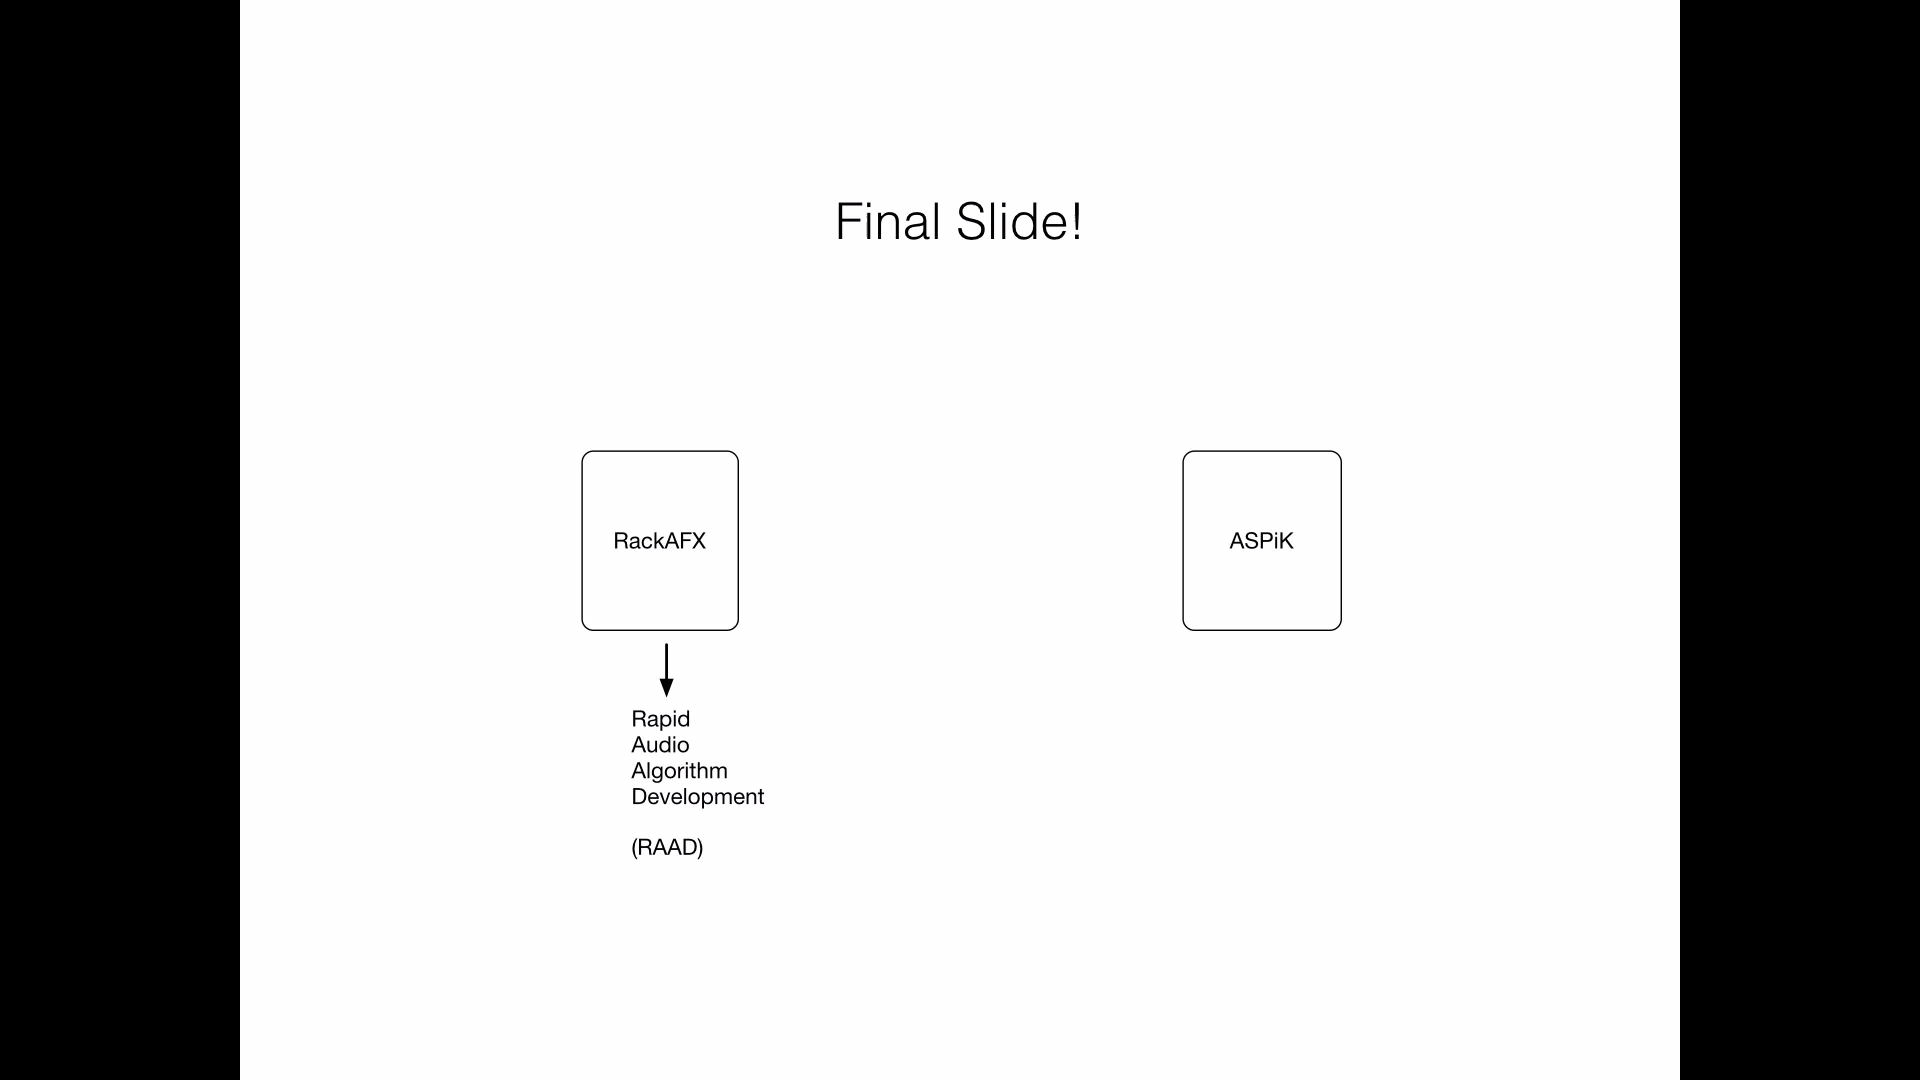 Final Slide!
RackAFX
ASPiK
Rapid
Audio
Algorithm
Development
(RAAD)